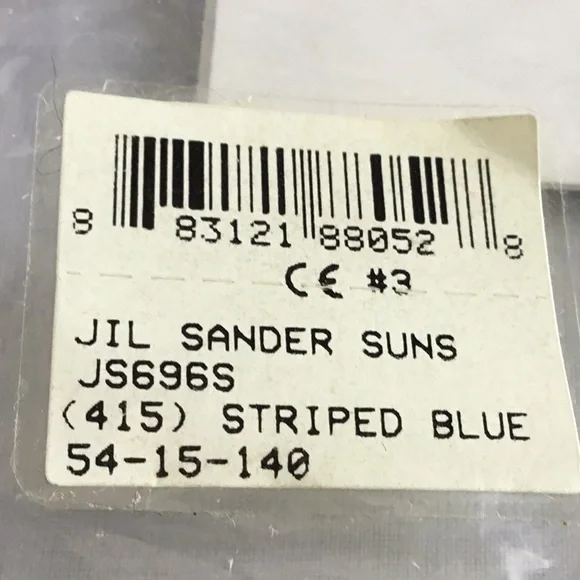 8 83121 88052 8
CE #3
JIL SANDER SUNS
JS696S
(415) STRIPED BLUE
54-15-140